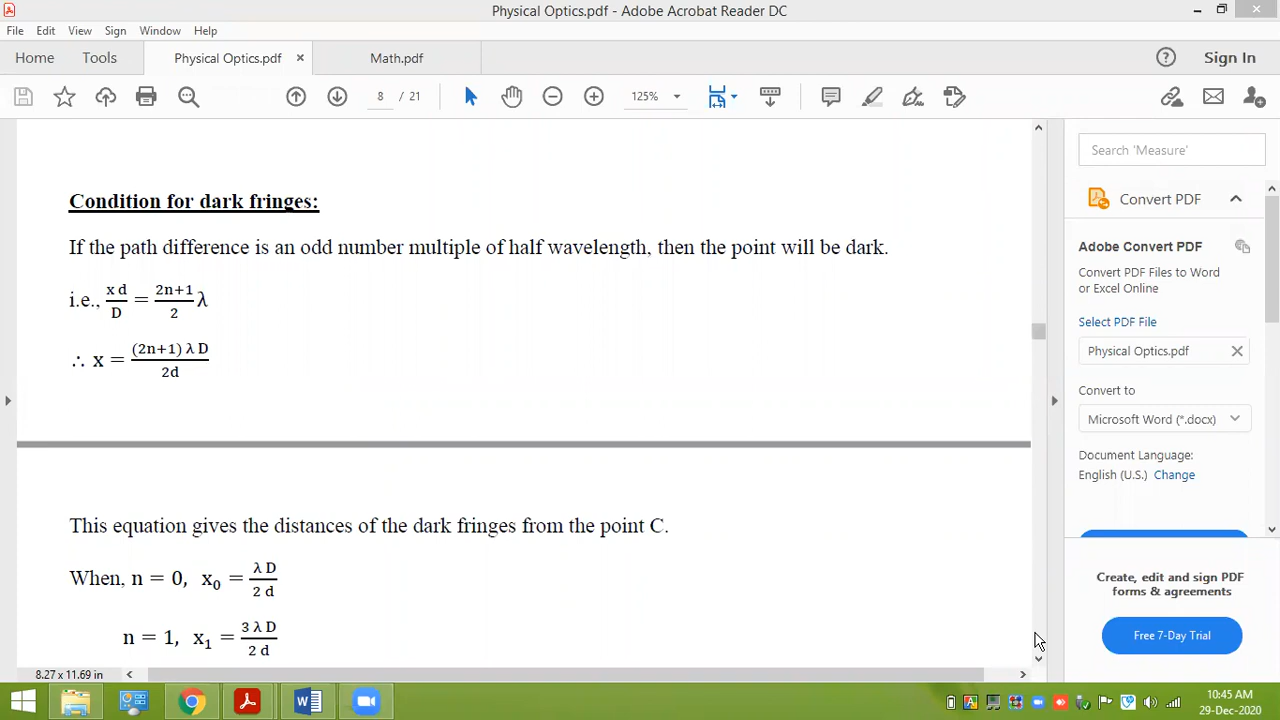 Physical Optics.pdf - Adobe Acrobat Reader DC
File Edit View Sign Window Help
Home Tools Physical Optics.pdf × Math.pdf Sign In
8 / 21 125%
Condition for dark fringes:
If the path difference is an odd number multiple of half wavelength, then the point will be dark.
i.e., x d/D = 2n+1/2 λ
∴ x = (2n+1) λ D/2d
This equation gives the distances of the dark fringes from the point C.
When, n = 0, x₀ = λ D/2 d
n = 1, x₁ = 3 λ D/2 d
8.27 x 11.69 in
Search 'Measure'
Convert PDF
Adobe Convert PDF
Convert PDF Files to Word
or Excel Online
Select PDF File
Physical Optics.pdf
Convert to
Microsoft Word (*.docx)
Document Language:
English (U.S.) Change
Create, edit and sign PDF
forms & agreements
Free 7-Day Trial
10:45 AM
29-Dec-2020